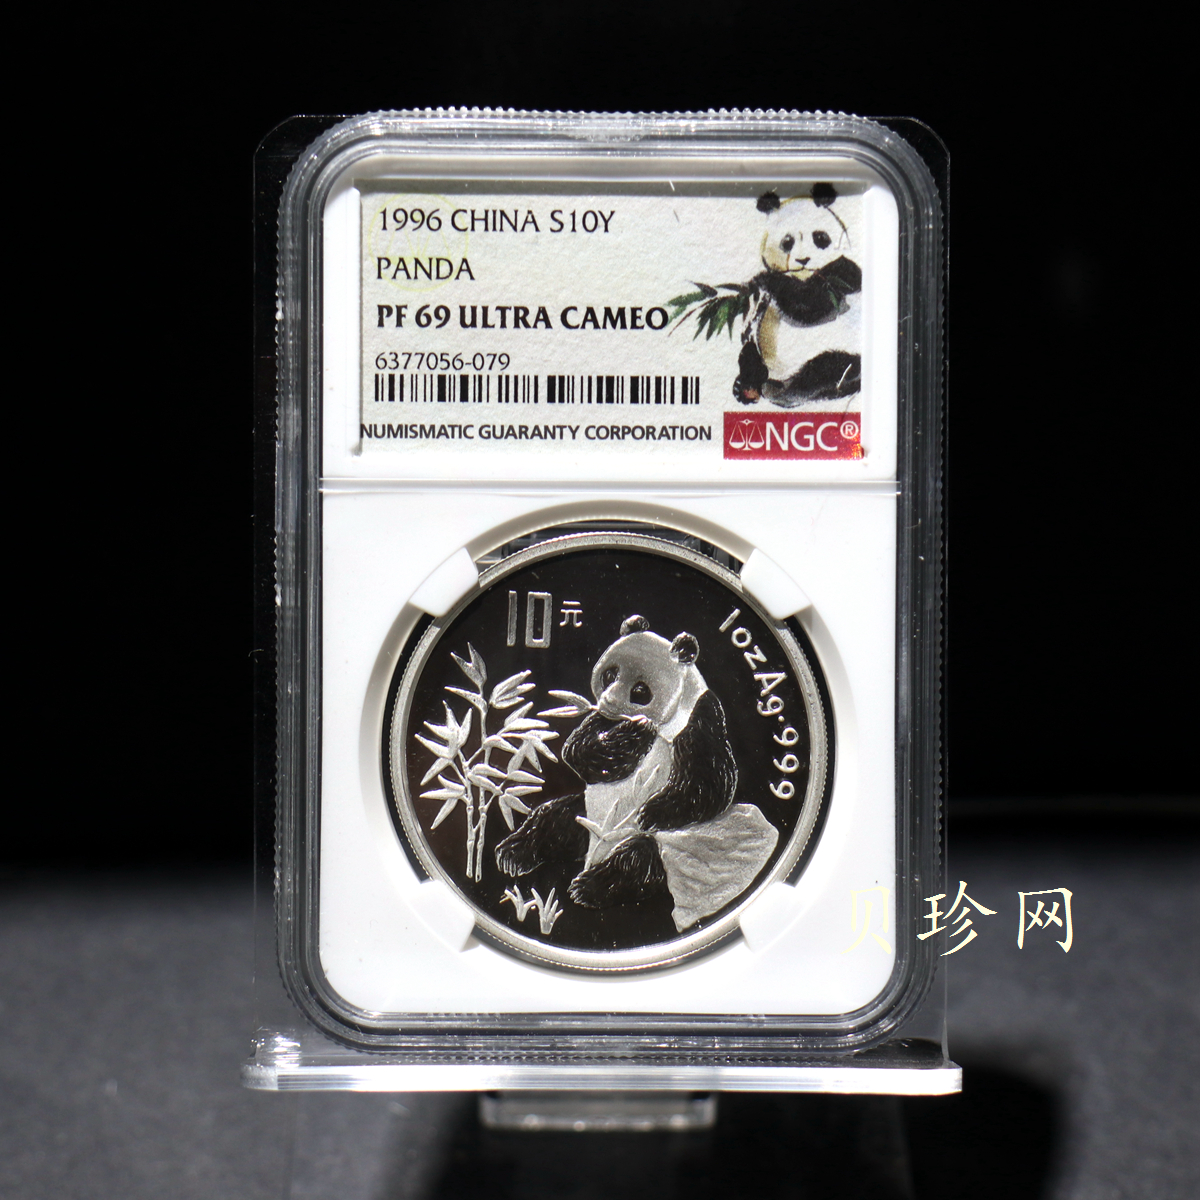 1996 CHINA S10Y
PANDA
PF 69 ULTRA CAMEO
6377056-079
NUMISMATIC GUARANTY CORPORATION
NGC®
10元
1oz Ag·999
贝珍网